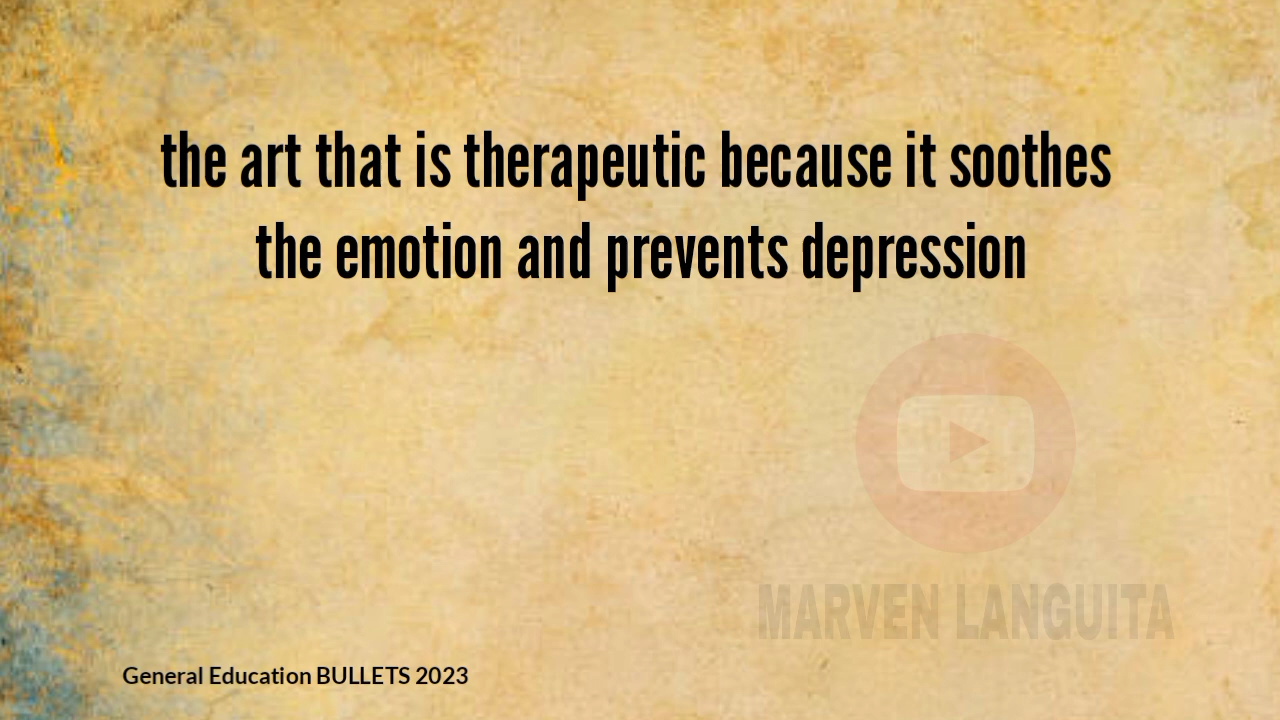 the art that is therapeutic because it soothes
the emotion and prevents depression
MARVEN LANGUITA
General Education BULLETS 2023